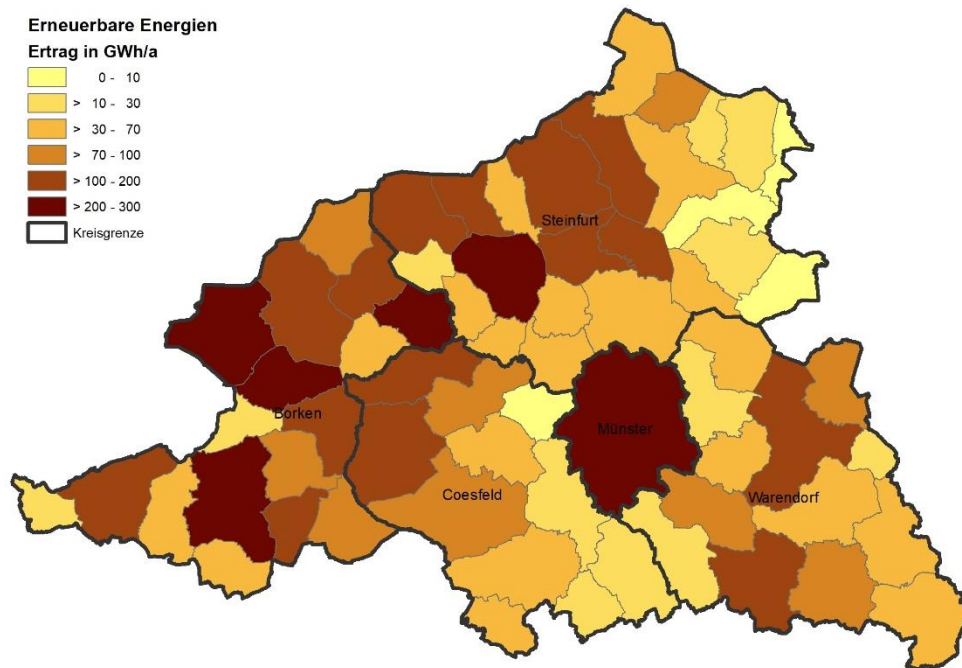 Erneuerbare Energien
Ertrag in GWh/a
0 - 10
> 10 - 30
> 30 - 70
> 70 - 100
> 100 - 200
> 200 - 300
Kreisgrenze
Steinfurt
Borken
Münster
Coesfeld
Warendorf